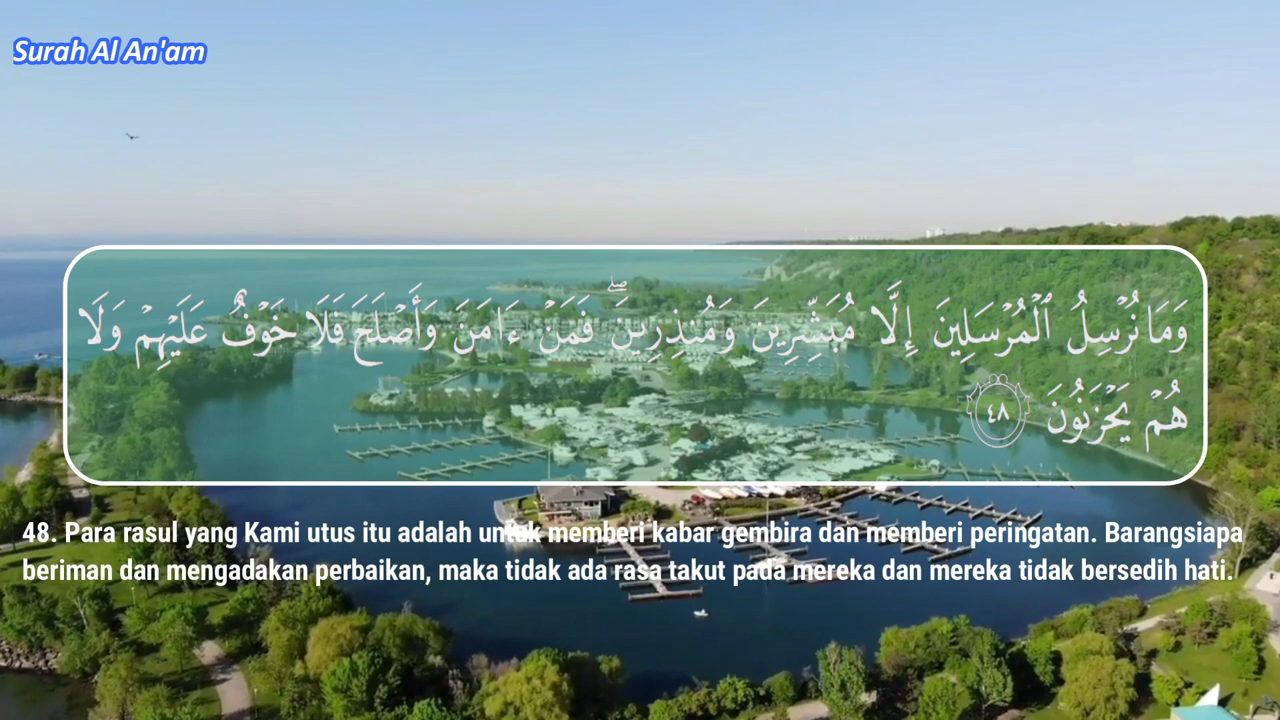 Surah Al An'am
وَمَا نُرْسِلُ ٱلْمُرْسَلِينَ إِلَّا مُبَشِّرِينَ وَمُنذِرِينَ ۖ فَمَنْ ءَامَنَ وَأَصْلَحَ فَلَا خَوْفٌ عَلَيْهِمْ وَلَا
هُمْ يَحْزَنُونَ ٤٨
48. Para rasul yang Kami utus itu adalah untuk memberi kabar gembira dan memberi peringatan. Barangsiapa
beriman dan mengadakan perbaikan, maka tidak ada rasa takut pada mereka dan mereka tidak bersedih hati.